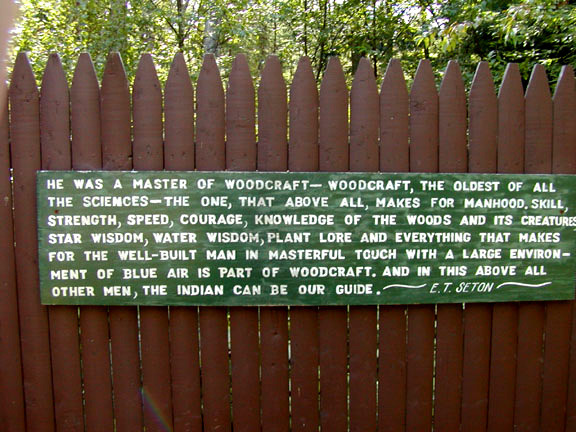 HE WAS A MASTER OF WOODCRAFT— WOODCRAFT, THE OLDEST OF ALL
THE SCIENCES—THE ONE, THAT ABOVE ALL, MAKES FOR MANHOOD. SKILL,
STRENGTH, SPEED, COURAGE, KNOWLEDGE OF THE WOODS AND ITS CREATURES
STAR WISDOM, WATER WISDOM, PLANT LORE AND EVERYTHING THAT MAKES
FOR THE WELL-BUILT MAN IN MASTERFUL TOUCH WITH A LARGE ENVIRON-
MENT OF BLUE AIR IS PART OF WOODCRAFT. AND IN THIS ABOVE ALL
OTHER MEN, THE INDIAN CAN BE OUR GUIDE. — E.T. SETON —